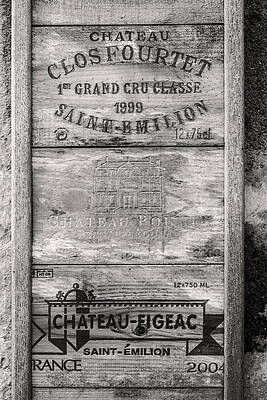 CHATEAU
CLOS FOURTET
1ER GRAND CRU CLASSE
1999
SAINT-EMILION
12x75cl.
CHATEAU
12x750 ML
CHÂTEAU-FIGEAC
SAINT-ÉMILION
RANCE 2004